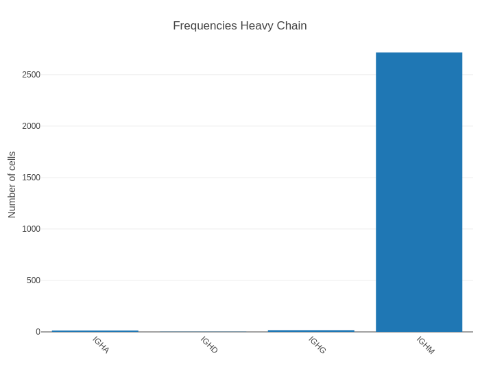 Frequencies Heavy Chain
Number of cells
2500
2000
1500
1000
500
0
IGHA
IGHD
IGHG
IGHM